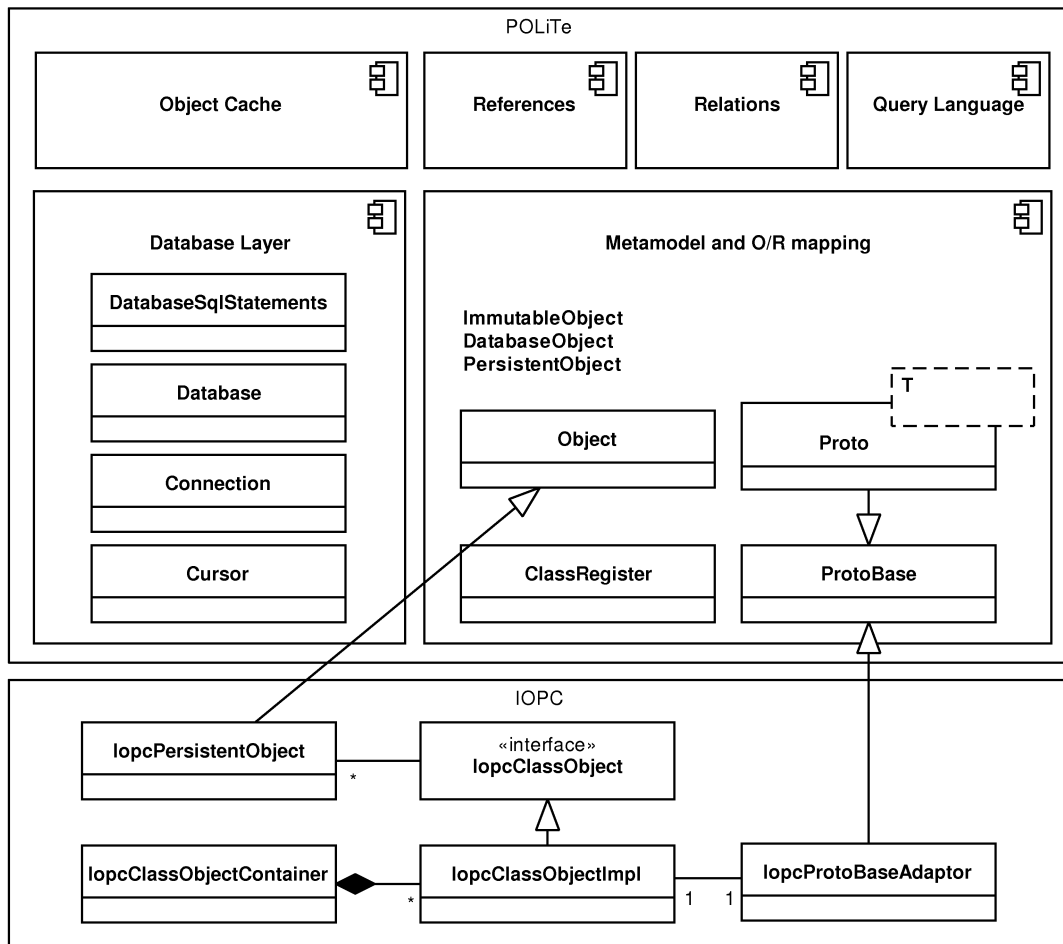 POLiTe
Object Cache
References
Relations
Query Language
Database Layer
DatabaseSqlStatements
Database
Connection
Cursor
Metamodel and O/R mapping
ImmutableObject
DatabaseObject
PersistentObject
T
Object
Proto
ClassRegister
ProtoBase
IOPC
IopcPersistentObject
*
«interface»
IopcClassObject
IopcClassObjectContainer
*
IopcClassObjectImpl
1
1
IopcProtoBaseAdaptor